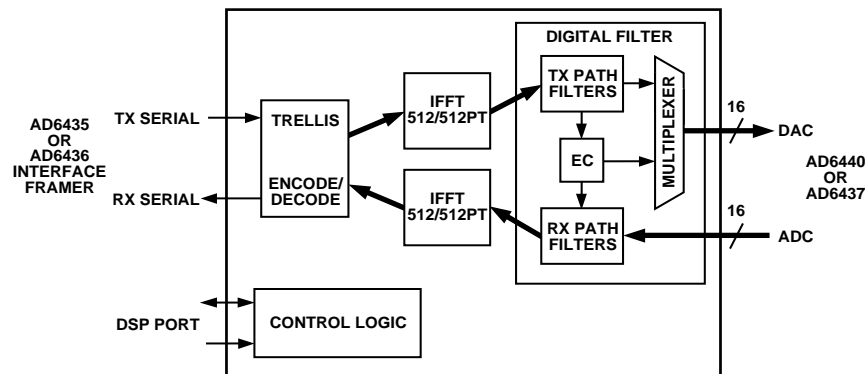 DIGITAL FILTER
AD6435
OR
AD6436
INTERFACE
FRAMER
TX SERIAL
RX SERIAL
TRELLIS
ENCODE/
DECODE
IFFT
512/512PT
IFFT
512/512PT
TX PATH
FILTERS
EC
RX PATH
FILTERS
MULTIPLEXER
16
DAC
AD6440
OR
AD6437
16
ADC
DSP PORT
CONTROL LOGIC